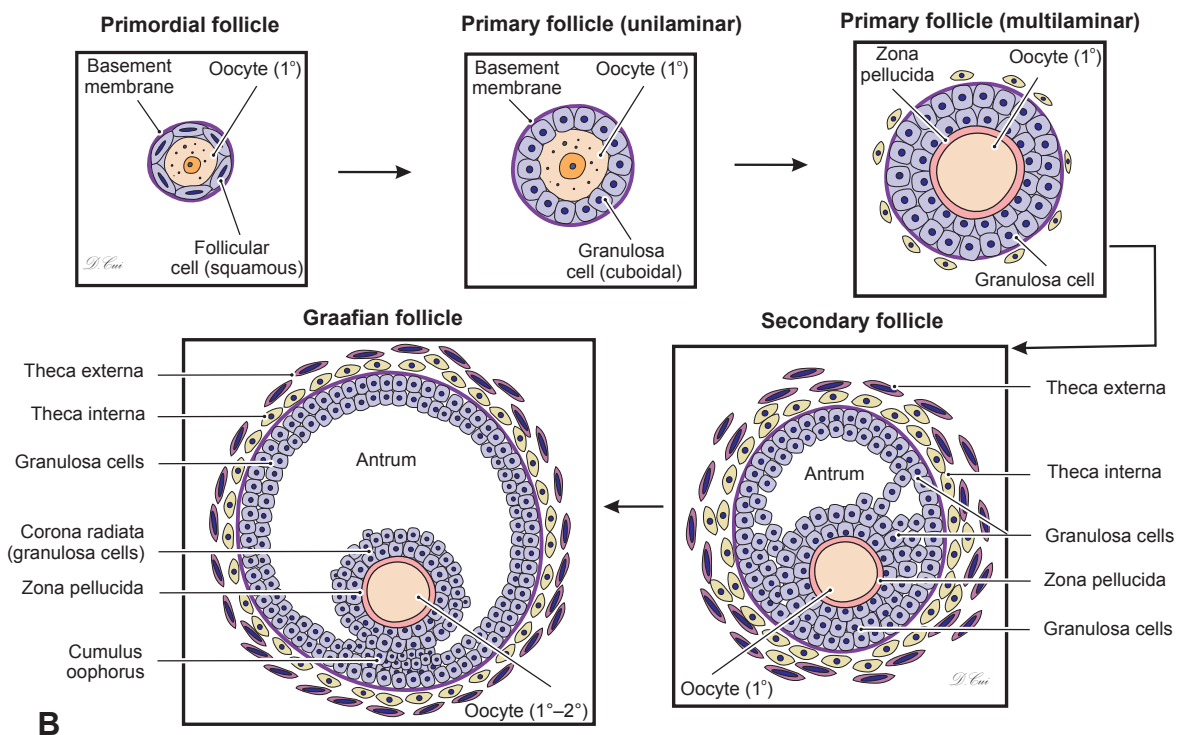 Primordial follicle
Basement
membrane
Oocyte (1°)
Follicular
cell (squamous)
D. Cui
Primary follicle (unilaminar)
Basement
membrane
Oocyte (1°)
Granulosa
cell (cuboidal)
Primary follicle (multilaminar)
Zona
pellucida
Oocyte (1°)
Granulosa cell
Graafian follicle
Theca externa
Theca interna
Granulosa cells
Corona radiata
(granulosa cells)
Zona pellucida
Cumulus
oophorus
Antrum
Oocyte (1°–2°)
Secondary follicle
Antrum
Theca externa
Theca interna
Granulosa cells
Zona pellucida
Granulosa cells
Oocyte (1°)
D. Cui
B